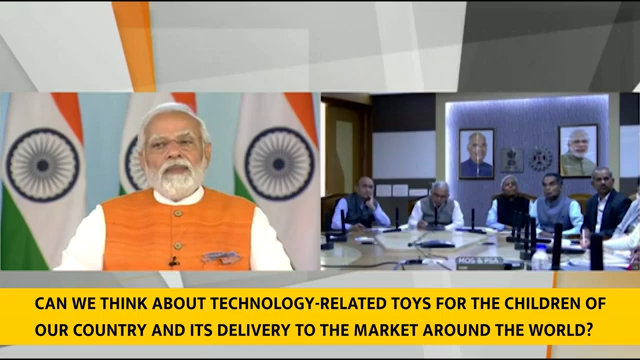 MOS & PSA
CAN WE THINK ABOUT TECHNOLOGY-RELATED TOYS FOR THE CHILDREN OF
OUR COUNTRY AND ITS DELIVERY TO THE MARKET AROUND THE WORLD?